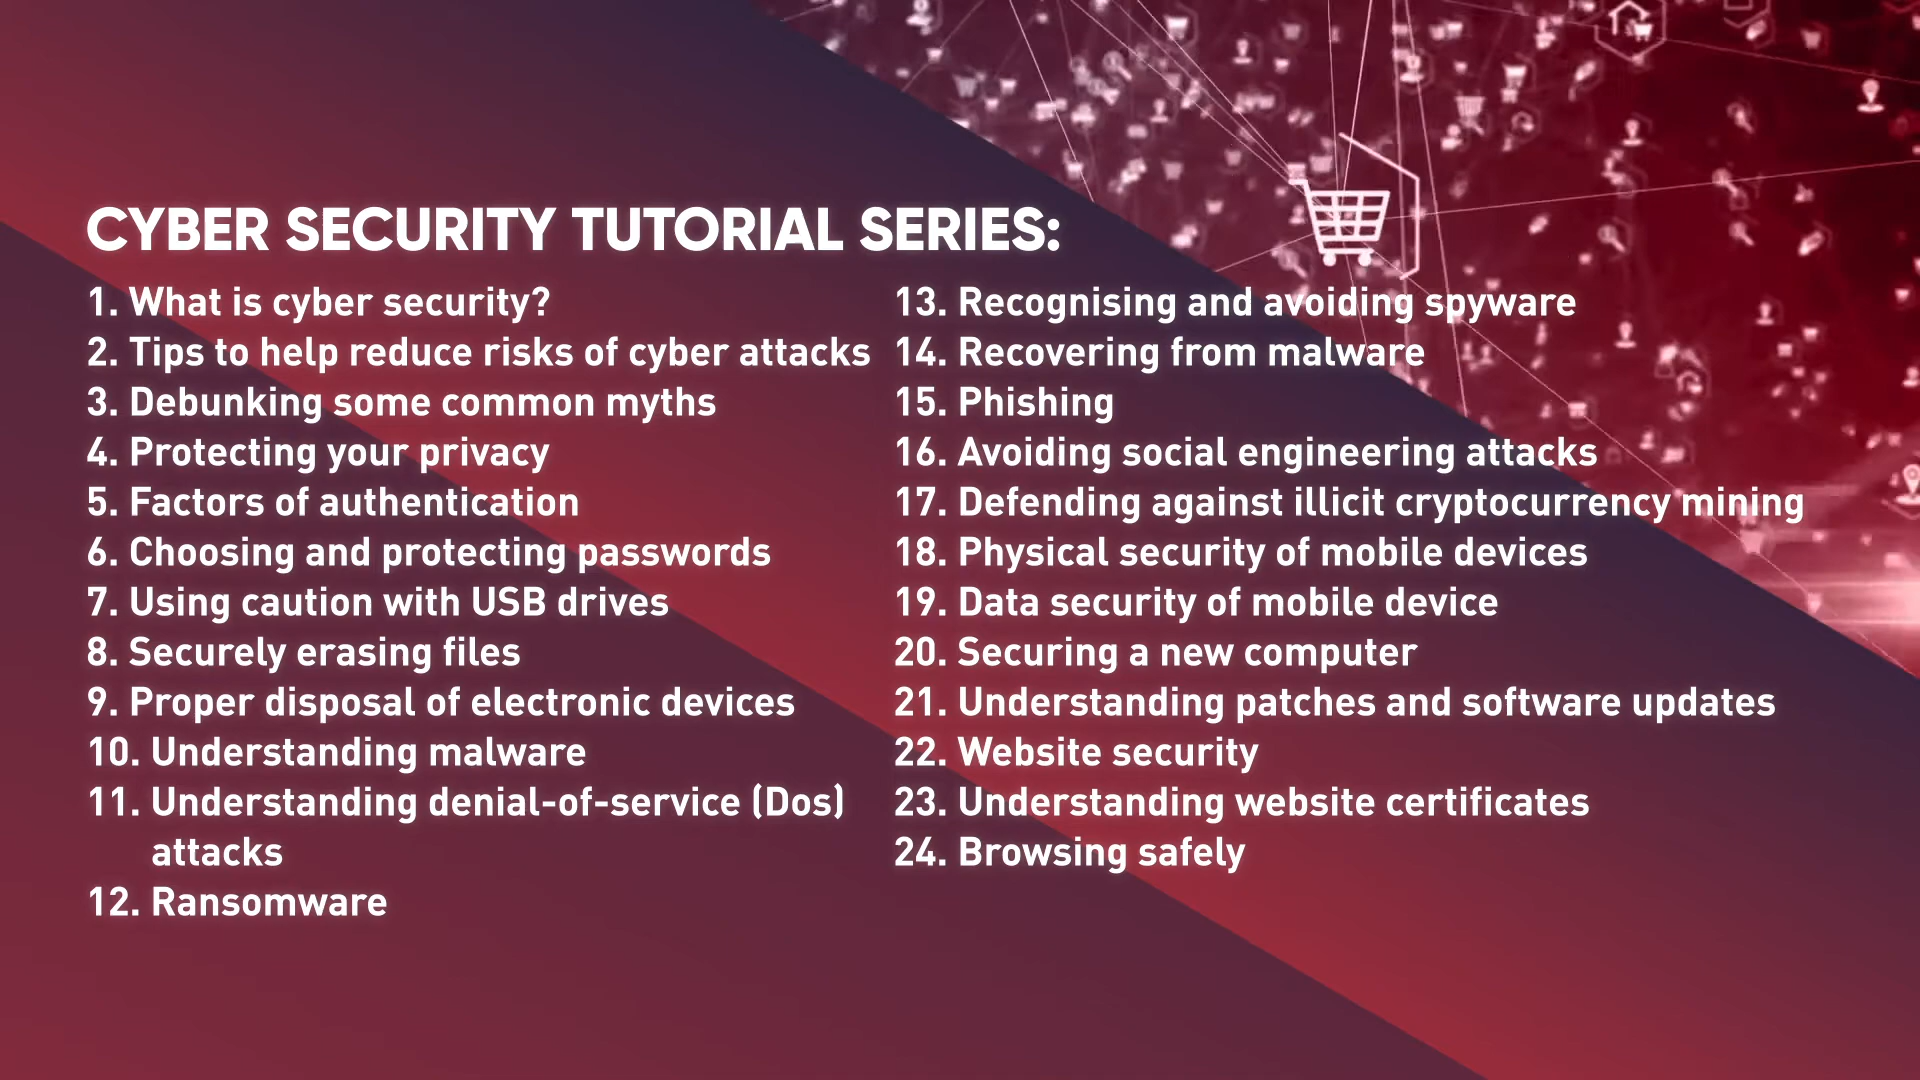 CYBER SECURITY TUTORIAL SERIES:
1. What is cyber security?
2. Tips to help reduce risks of cyber attacks
3. Debunking some common myths
4. Protecting your privacy
5. Factors of authentication
6. Choosing and protecting passwords
7. Using caution with USB drives
8. Securely erasing files
9. Proper disposal of electronic devices
10. Understanding malware
11. Understanding denial-of-service (Dos)
attacks
12. Ransomware
13. Recognising and avoiding spyware
14. Recovering from malware
15. Phishing
16. Avoiding social engineering attacks
17. Defending against illicit cryptocurrency mining
18. Physical security of mobile devices
19. Data security of mobile device
20. Securing a new computer
21. Understanding patches and software updates
22. Website security
23. Understanding website certificates
24. Browsing safely